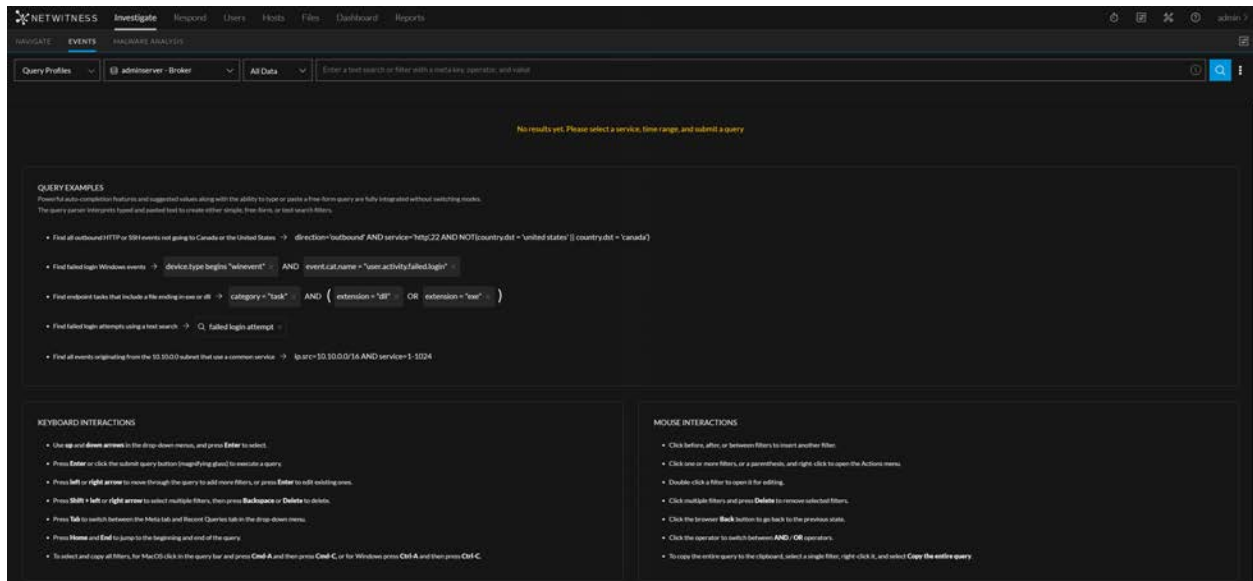 NETWITNESS Investigate Respond Users Hosts Files Dashboard Reports admin
NAVIGATE EVENTS MALWARE ANALYSIS
Query Profiles adminserver - Broker All Data Enter a text search or filter with a meta key, operator, and value
No results yet. Please select a service, time range, and submit a query
QUERY EXAMPLES
Powerful auto-completion features and suggested values along with the ability to type or paste a free-form query are fully integrated without switching modes.
The query parser interprets typed and pasted text to create either simple, free-form, or text search filters.
• Find all outbound HTTP or SSH events not going to Canada or the United States → direction='outbound' AND service='http',22 AND NOT(country.dst = 'united states' || country.dst = 'canada')
• Find failed login Windows events → device.type begins "winevent" × AND event.cat.name = "user.activity.failed.login" ×
• Find endpoint tasks that include a file ending in exe or dll → category = "task" × AND ( extension = "dll" × OR extension = "exe" × )
• Find failed login attempts using a text search → failed login attempt ×
• Find all events originating from the 10.10.0.0 subnet that use a common service → ip.src=10.10.0.0/16 AND service=1-1024
KEYBOARD INTERACTIONS
• Use up and down arrows in the drop-down menus, and press Enter to select.
• Press Enter or click the submit query button (magnifying glass) to execute a query.
• Press left or right arrow to move through the query to add more filters, or press Enter to edit existing ones.
• Press Shift + left or right arrow to select multiple filters, then press Backspace or Delete to delete.
• Press Tab to switch between the Meta tab and Recent Queries tab in the drop-down menu.
• Press Home and End to jump to the beginning and end of the query.
• To select and copy all filters, for MacOS click in the query bar and press Cmd-A and then press Cmd-C, or for Windows press Ctrl-A and then press Ctrl-C.
MOUSE INTERACTIONS
• Click before, after, or between filters to insert another filter.
• Click one or more filters, or a parenthesis, and right-click to open the Actions menu.
• Double-click a filter to open it for editing.
• Click multiple filters and press Delete to remove selected filters.
• Click the browser Back button to go back to the previous state.
• Click the operator to switch between AND / OR operators.
• To copy the entire query to the clipboard, select a single filter, right-click it, and select Copy the entire query.